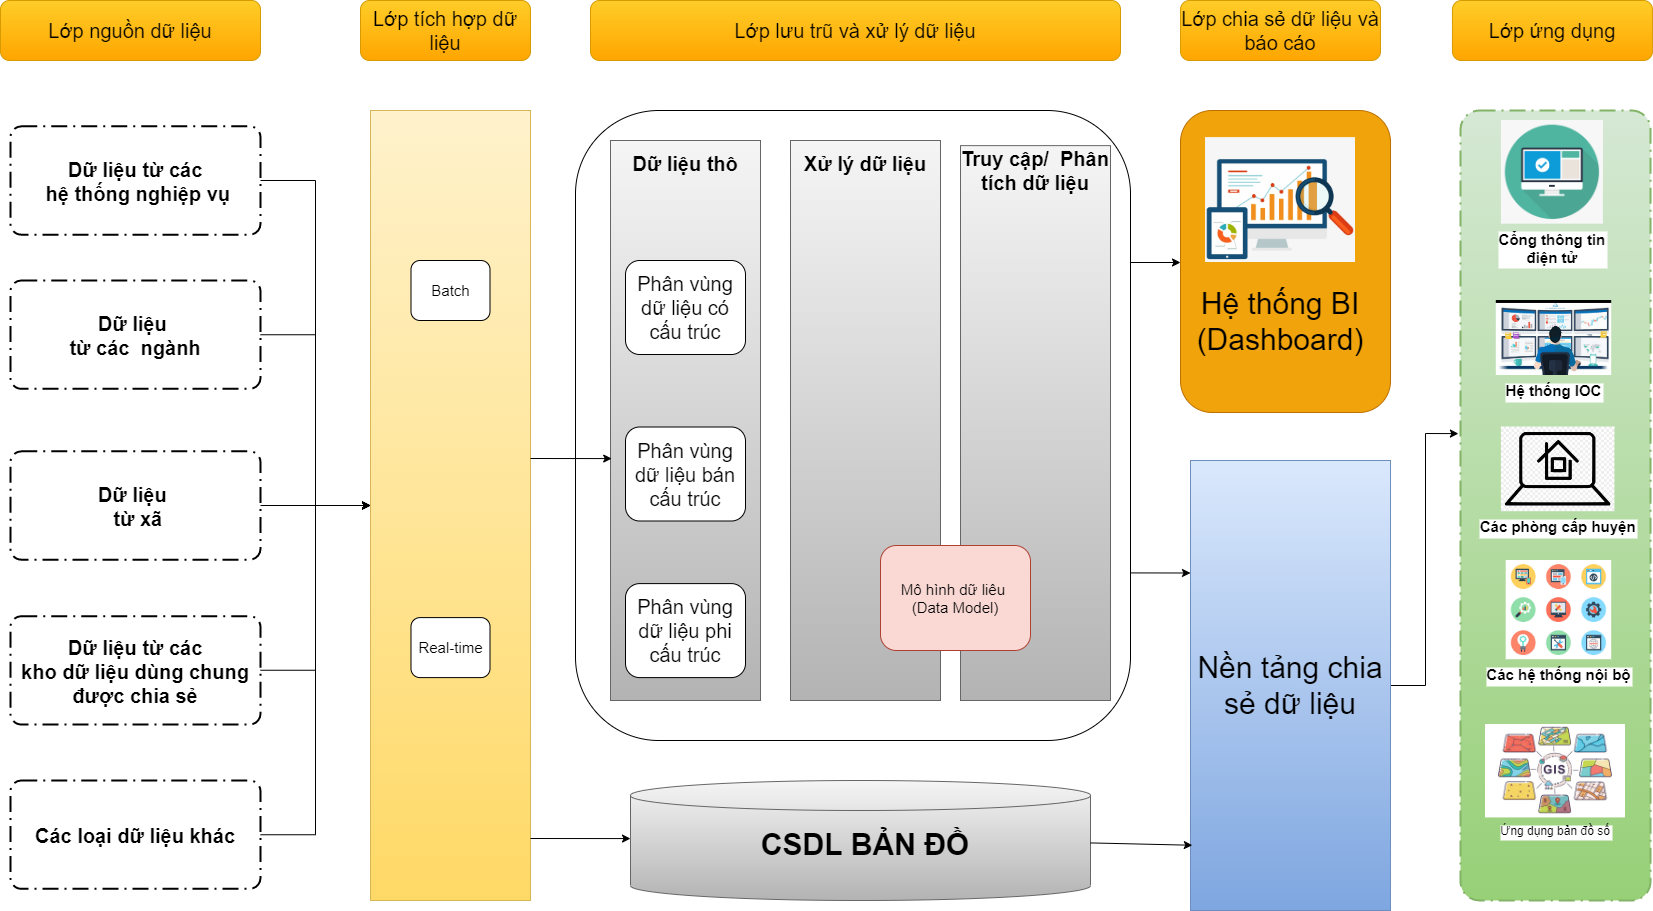 Lớp nguồn dữ liệu
Lớp tích hợp dữ
liệu
Lớp lưu trũ và xử lý dữ liệu
Lớp chia sẻ dữ liệu và
báo cáo
Lớp ứng dụng
Dữ liệu từ các
hệ thống nghiệp vụ
Dữ liệu
từ các ngành
Dữ liệu
từ xã
Dữ liệu từ các
kho dữ liệu dùng chung
được chia sẻ
Các loại dữ liệu khác
Batch
Real-time
Dữ liệu thô
Phân vùng
dữ liệu có
cấu trúc
Phân vùng
dữ liệu bán
cấu trúc
Phân vùng
dữ liệu phi
cấu trúc
Xử lý dữ liệu
Truy cập/ Phân
tích dữ liệu
Mô hình dữ liêu
(Data Model)
CSDL BẢN ĐỒ
Hệ thống BI
(Dashboard)
Nền tảng chia
sẻ dữ liệu
Cổng thông tin
điện tử
Hệ thống IOC
Các phòng cấp huyện
Các hệ thống nội bộ
GIS
Ứng dụng bản đồ số